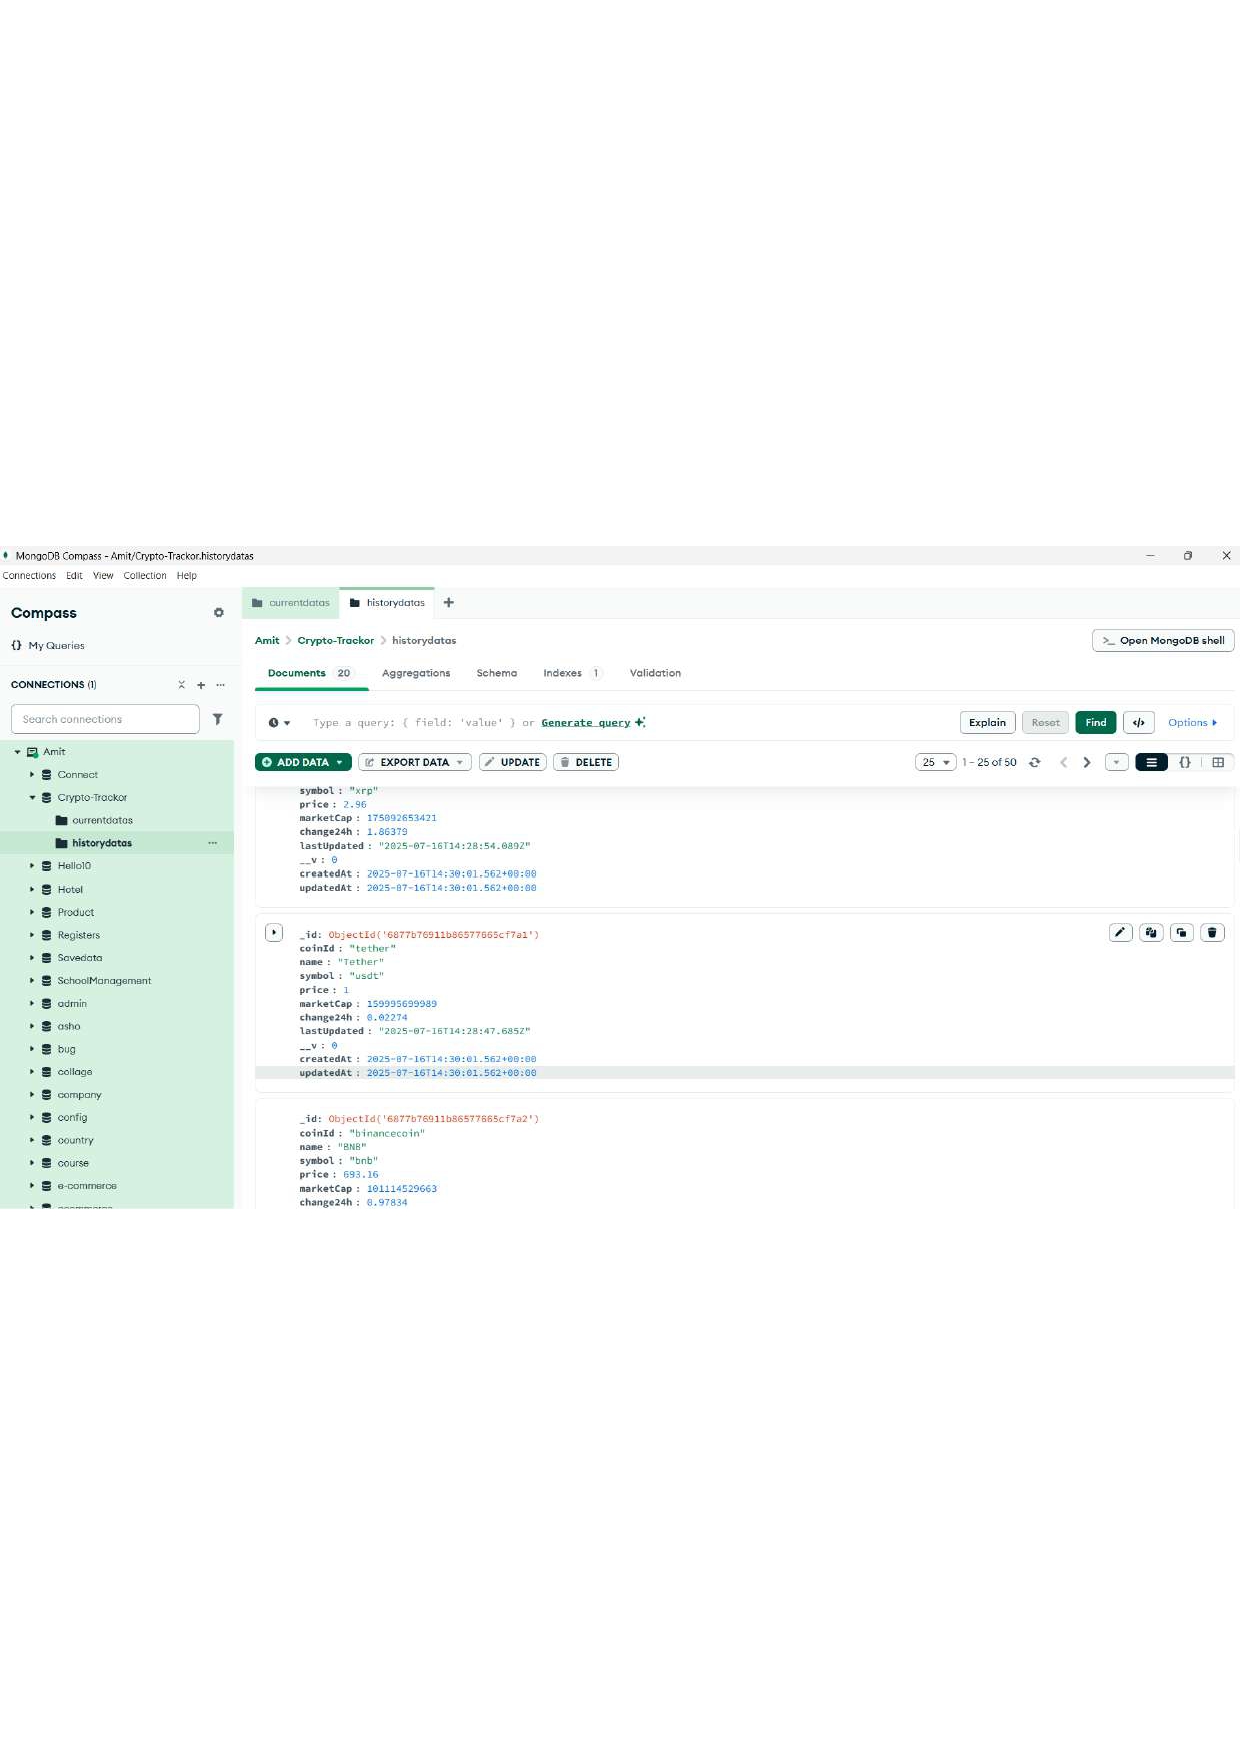 MongoDB Compass - Amit/Crypto-Trackor.historydatas
Connections Edit View Collection Help
Compass
{} My Queries
CONNECTIONS (1)
Search connections
Amit
Connect
Crypto-Trackor
currentdatas
historydatas
Hello10
Hotel
Product
Registers
Savedata
SchoolManagement
admin
asho
bug
collage
company
config
country
course
e-commerce
currentdatas historydatas
Amit > Crypto-Trackor > historydatas
>_ Open MongoDB shell
Documents 20 Aggregations Schema Indexes 1 Validation
Type a query: { field: 'value' } or Generate query
Explain Reset Find </> Options
ADD DATA EXPORT DATA UPDATE DELETE
25 1 - 25 of 50 {}
symbol : "xrp"
price : 2.96
marketCap : 175092653421
change24h : 1.86379
lastUpdated : "2025-07-16T14:28:54.089Z"
__v : 0
createdAt : 2025-07-16T14:30:01.562+00:00
updatedAt : 2025-07-16T14:30:01.562+00:00
_id: ObjectId('6877b76911b86577665cf7a1')
coinId : "tether"
name : "Tether"
symbol : "usdt"
price : 1
marketCap : 159995699989
change24h : 0.02274
lastUpdated : "2025-07-16T14:28:47.685Z"
__v : 0
createdAt : 2025-07-16T14:30:01.562+00:00
updatedAt : 2025-07-16T14:30:01.562+00:00
_id: ObjectId('6877b76911b86577665cf7a2')
coinId : "binancecoin"
name : "BNB"
symbol : "bnb"
price : 693.16
marketCap : 101114529663
change24h : 0.97834